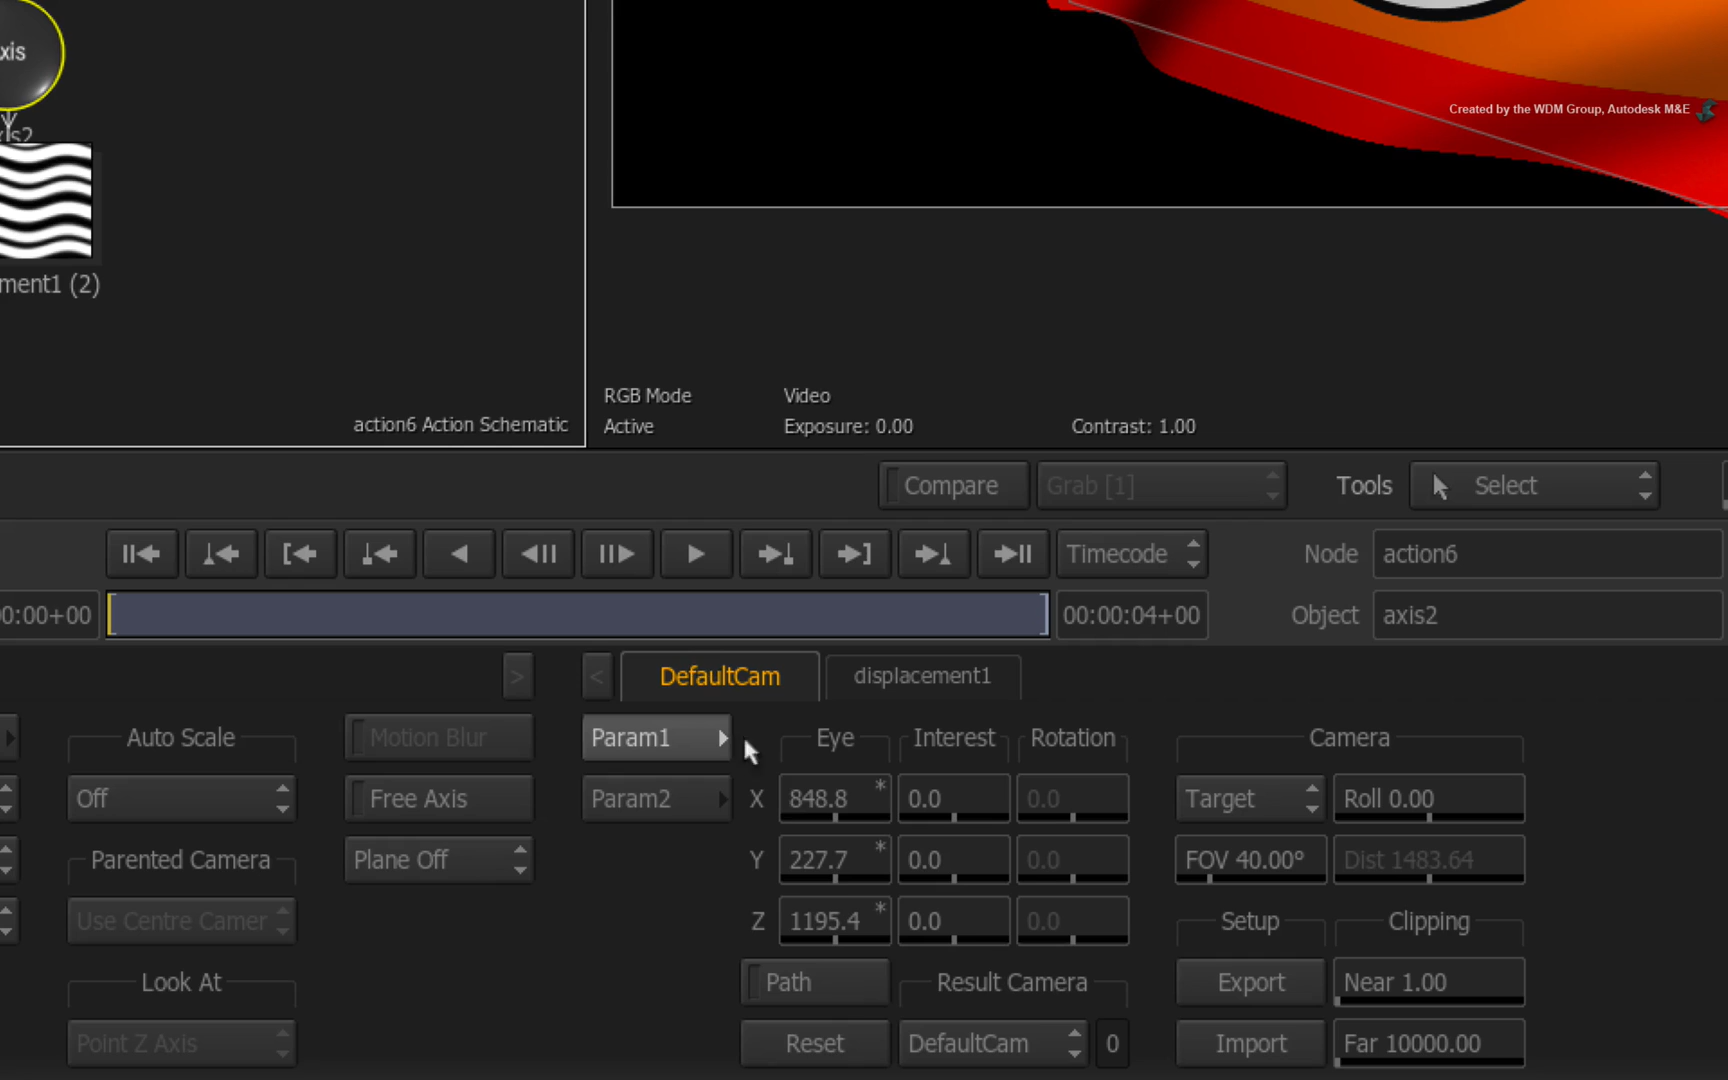 xis
xis2
ment1 (2)
Created by the WDM Group, Autodesk M&E
action6 Action Schematic
RGB Mode
Video
Active
Exposure: 0.00
Contrast: 1.00
Compare
Grab [1]
Tools
Select
Timecode
Node
action6
0:00+00
00:00:04+00
Object
axis2
>
<
DefaultCam
displacement1
Auto Scale
Motion Blur
Param1
Eye
Interest
Rotation
Camera
Off
Free Axis
Param2
X
848.8 *
0.0
0.0
Target
Roll 0.00
Parented Camera
Plane Off
Y
227.7 *
0.0
0.0
FOV 40.00°
Dist 1483.64
Use Centre Camer
Z
1195.4 *
0.0
0.0
Setup
Clipping
Look At
Path
Result Camera
Export
Near 1.00
Point Z Axis
Reset
DefaultCam
0
Import
Far 10000.00